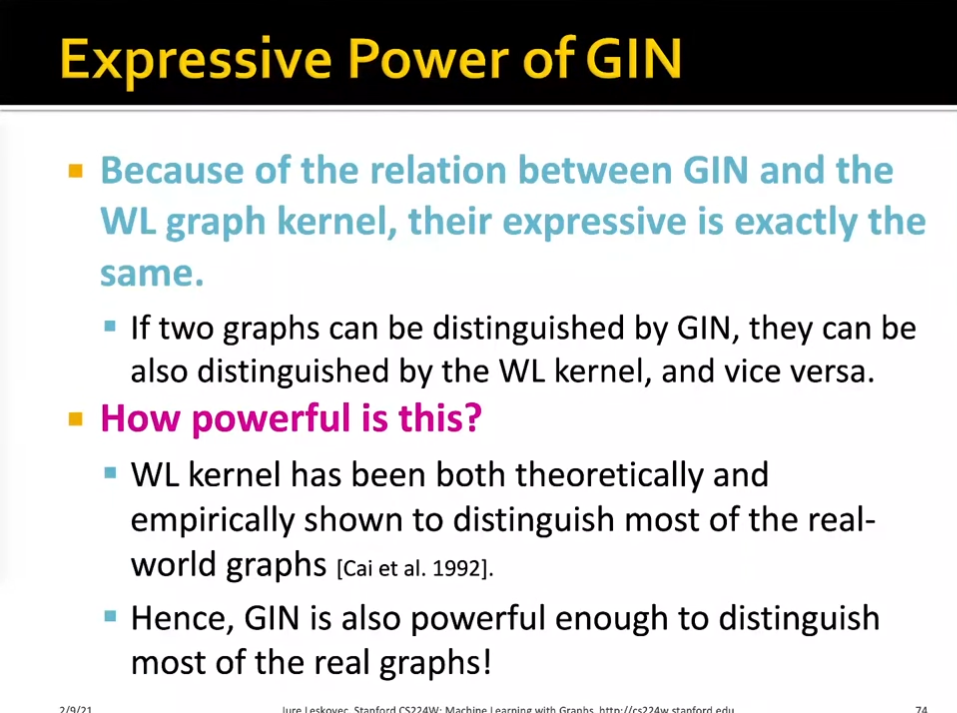 Expressive Power of GIN
Because of the relation between GIN and the
WL graph kernel, their expressive is exactly the
same.
If two graphs can be distinguished by GIN, they can be
also distinguished by the WL kernel, and vice versa.
How powerful is this?
WL kernel has been both theoretically and
empirically shown to distinguish most of the real-
world graphs [Cai et al. 1992].
Hence, GIN is also powerful enough to distinguish
most of the real graphs!
2/9/21 Jure Leskovec, Stanford CS224W: Machine Learning with Graphs, http://cs224w.stanford.edu 74